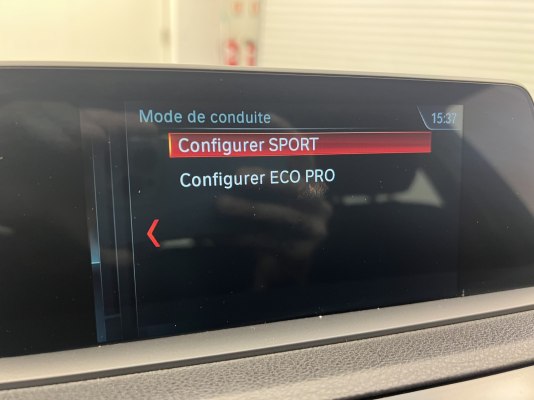 Mode de conduite
15:37
Configurer SPORT
Configurer ECO PRO